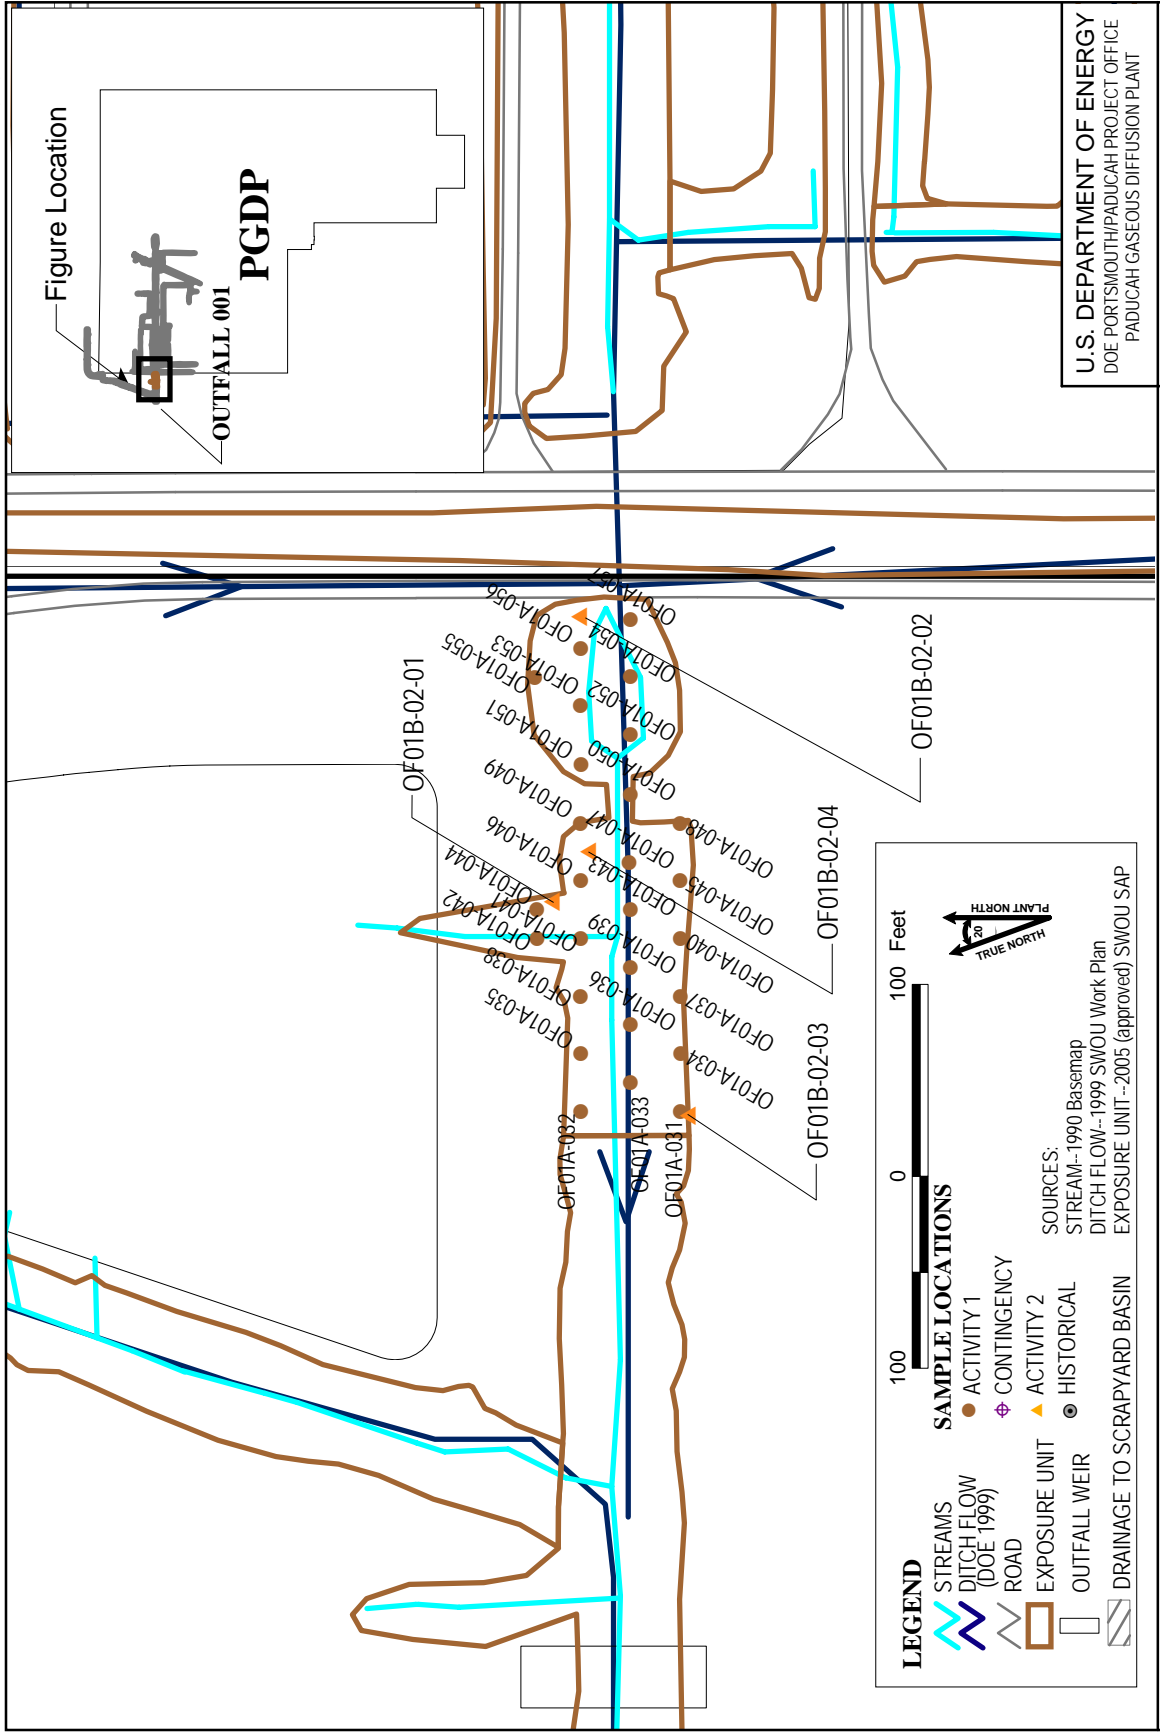 Figure Location
PGDP
OUTFALL 001
OF01B-02-01
OF01A-056
OF01A-057
OF01A-055
OF01A-053
OF01A-054
OF01A-051
OF01A-052
OF01A-049
OF01A-050
OF01A-046
OF01A-047
OF01A-048
OF01A-044
OF01A-043
OF01A-045
OF01A-042
OF01A-041
OF01A-039
OF01A-040
OF01A-038
OF01A-036
OF01A-037
OF01A-035
OF01A-034
OF01A-032
OF01A-033
OF01A-031
OF01B-02-02
OF01B-02-04
OF01B-02-03
LEGEND
STREAMS
DITCH FLOW
(DOE 1999)
ROAD
EXPOSURE UNIT
OUTFALL WEIR
DRAINAGE TO SCRAPYARD BASIN
100 0 100 Feet
SAMPLE LOCATIONS
ACTIVITY 1
CONTINGENCY
ACTIVITY 2
HISTORICAL
SOURCES:
STREAM--1990 Basemap
DITCH FLOW--1999 SWOU Work Plan
EXPOSURE UNIT--2005 (approved) SWOU SAP
TRUE NORTH
20
PLANT NORTH
U.S. DEPARTMENT OF ENERGY
DOE PORTSMOUTH/PADUCAH PROJECT OFFICE
PADUCAH GASEOUS DIFFUSION PLANT